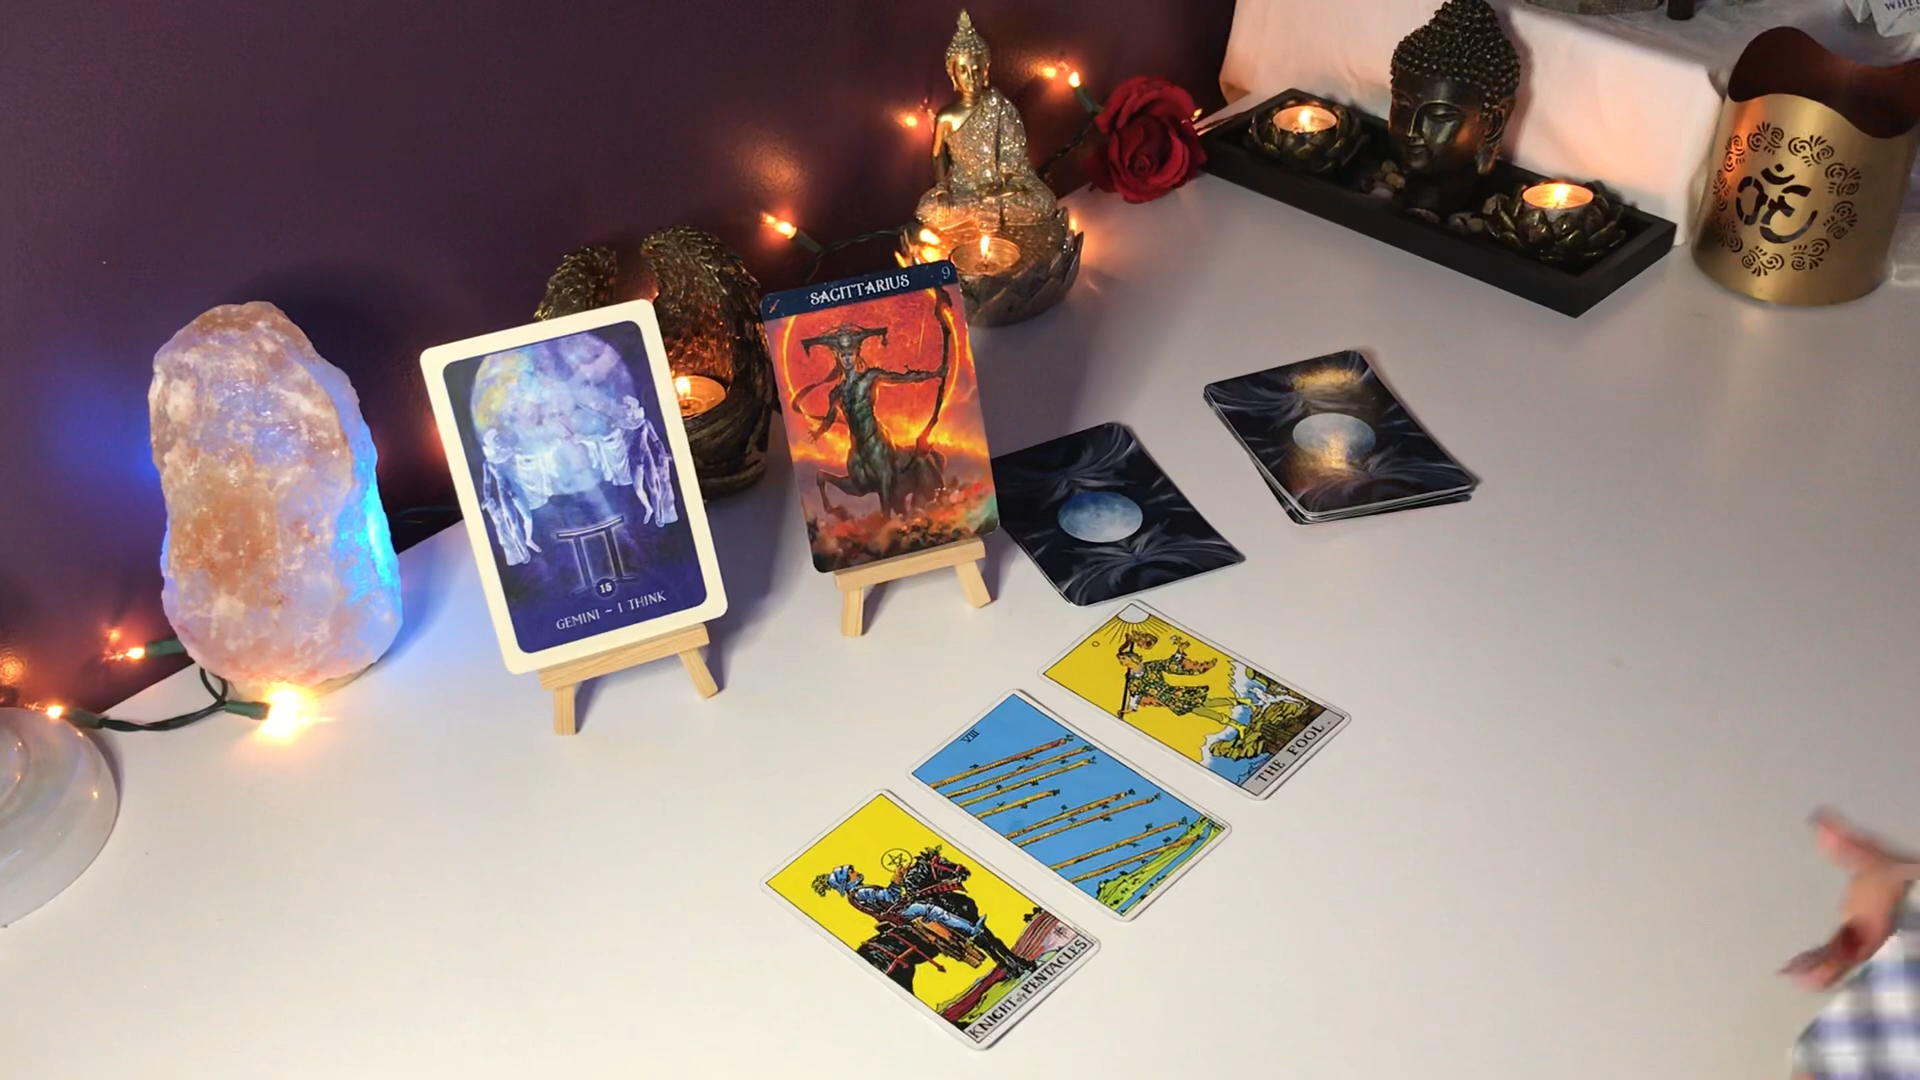 SAGITTARIUS 9
15
GEMINI ~ I THINK
THE FOOL.
VIII
KNIGHT of PENTACLES